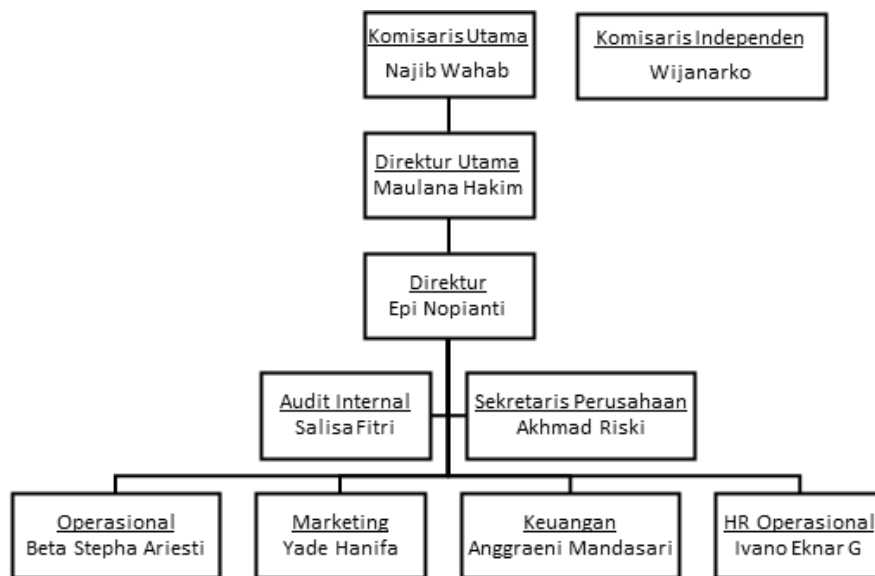 Komisaris Utama
Najib Wahab
Komisaris Independen
Wijanarko
Direktur Utama
Maulana Hakim
Direktur
Epi Nopianti
Audit Internal
Salisa Fitri
Sekretaris Perusahaan
Akhmad Riski
Operasional
Beta Stepha Ariesti
Marketing
Yade Hanifa
Keuangan
Anggraeni Mandasari
HR Operasional
Ivano Eknar G